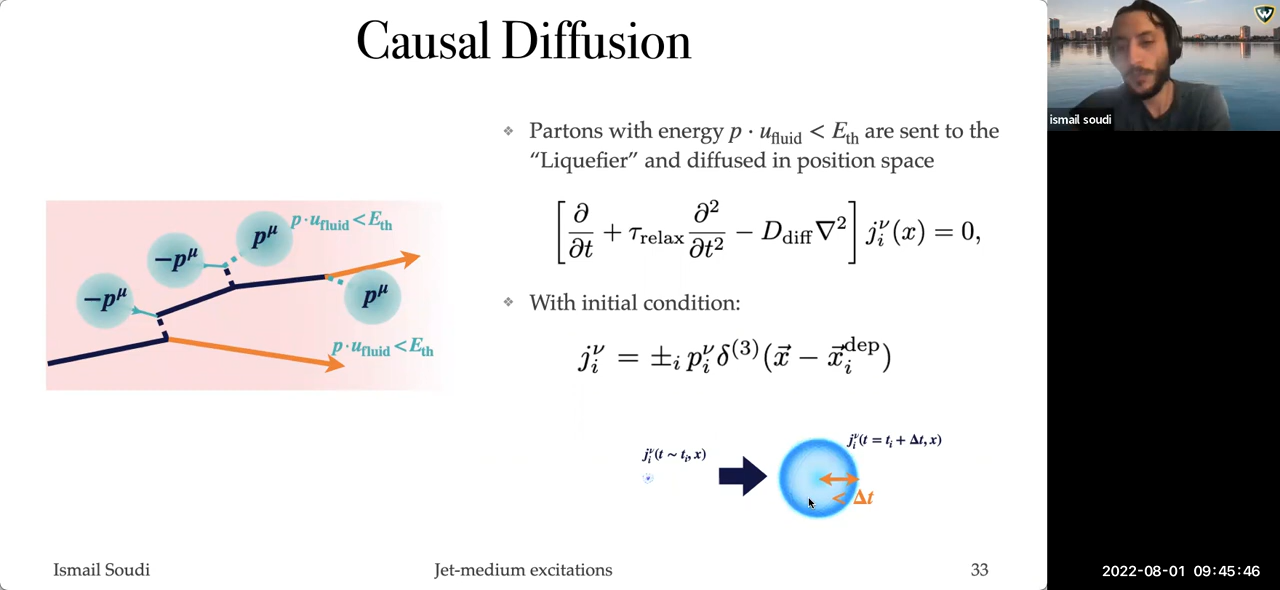 Causal Diffusion
❖ Partons with energy p · u_fluid < E_th are sent to the
“Liquefier” and diffused in position space
[∂/∂t + τ_relax ∂²/∂t² − D_diff ∇²] j_i^ν(x) = 0,
❖ With initial condition:
j_i^ν = ±_i p_i^ν δ^(3)(x⃗ − x⃗_i^dep)
−p^μ
−p^μ
p^μ
p·u_fluid < E_th
p^μ
p·u_fluid < E_th
j_i^ν(t ~ t_i, x)
j_i^ν(t = t_i + Δt, x)
< Δt
Ismail Soudi
Jet-medium excitations
33
ismail soudi
W
2022-08-01 09:45:46